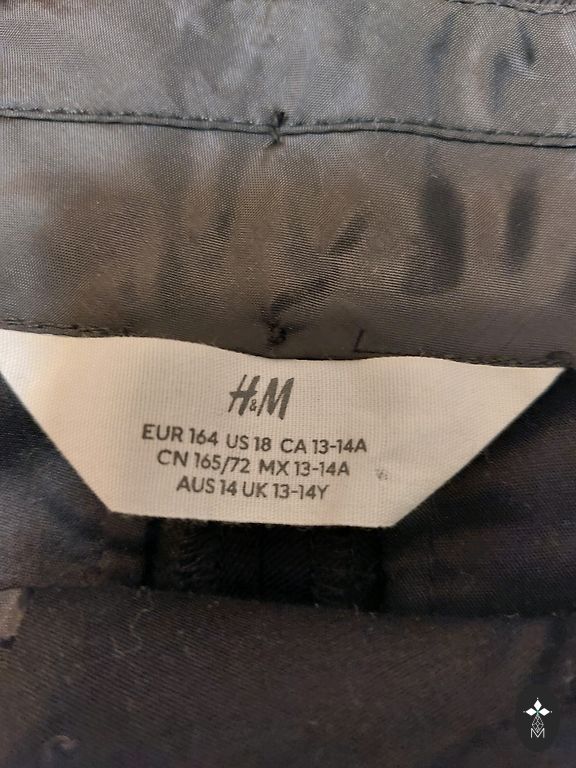 H&M
EUR 164 US 18 CA 13-14A
CN 165/72 MX 13-14A
AUS 14 UK 13-14Y
M